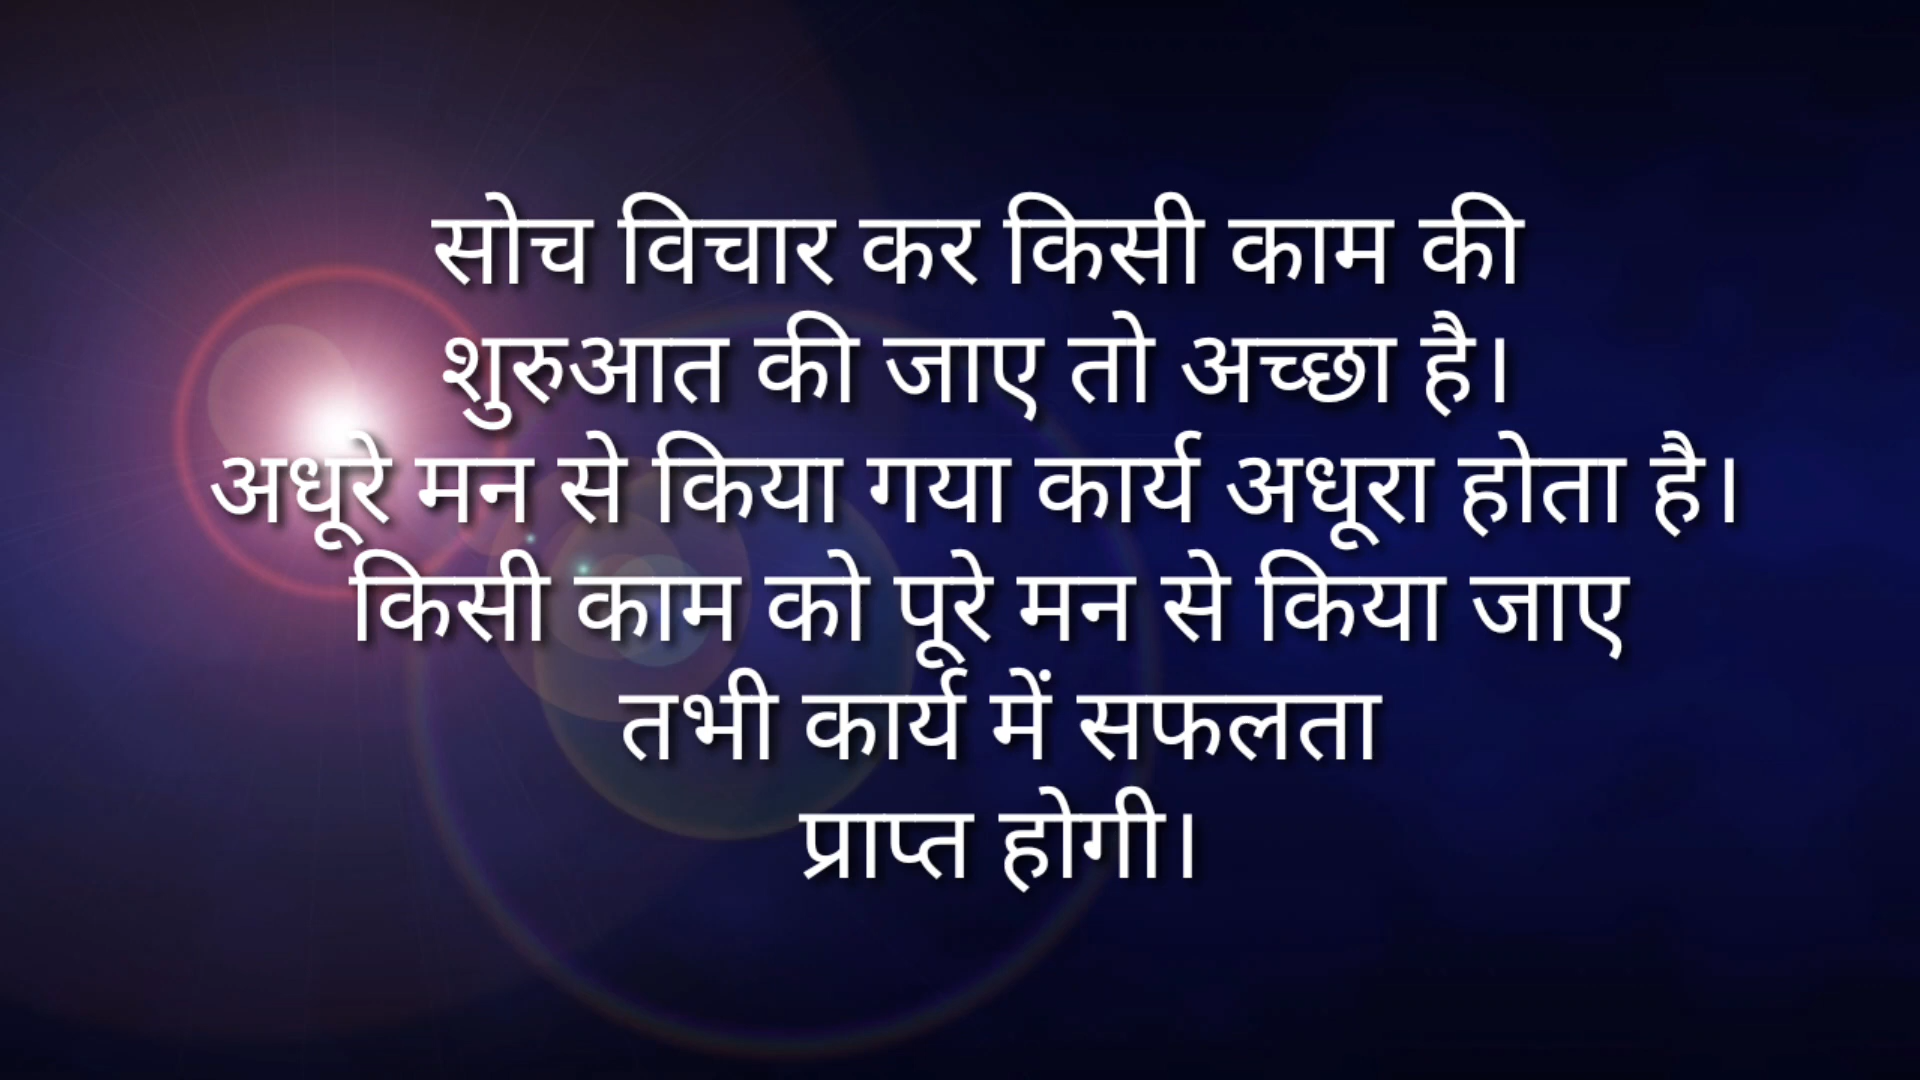 सोच विचार कर किसी काम की
शुरुआत की जाए तो अच्छा है।
अधूरे मन से किया गया कार्य अधूरा होता है।
किसी काम को पूरे मन से किया जाए
तभी कार्य में सफलता
प्राप्त होगी।